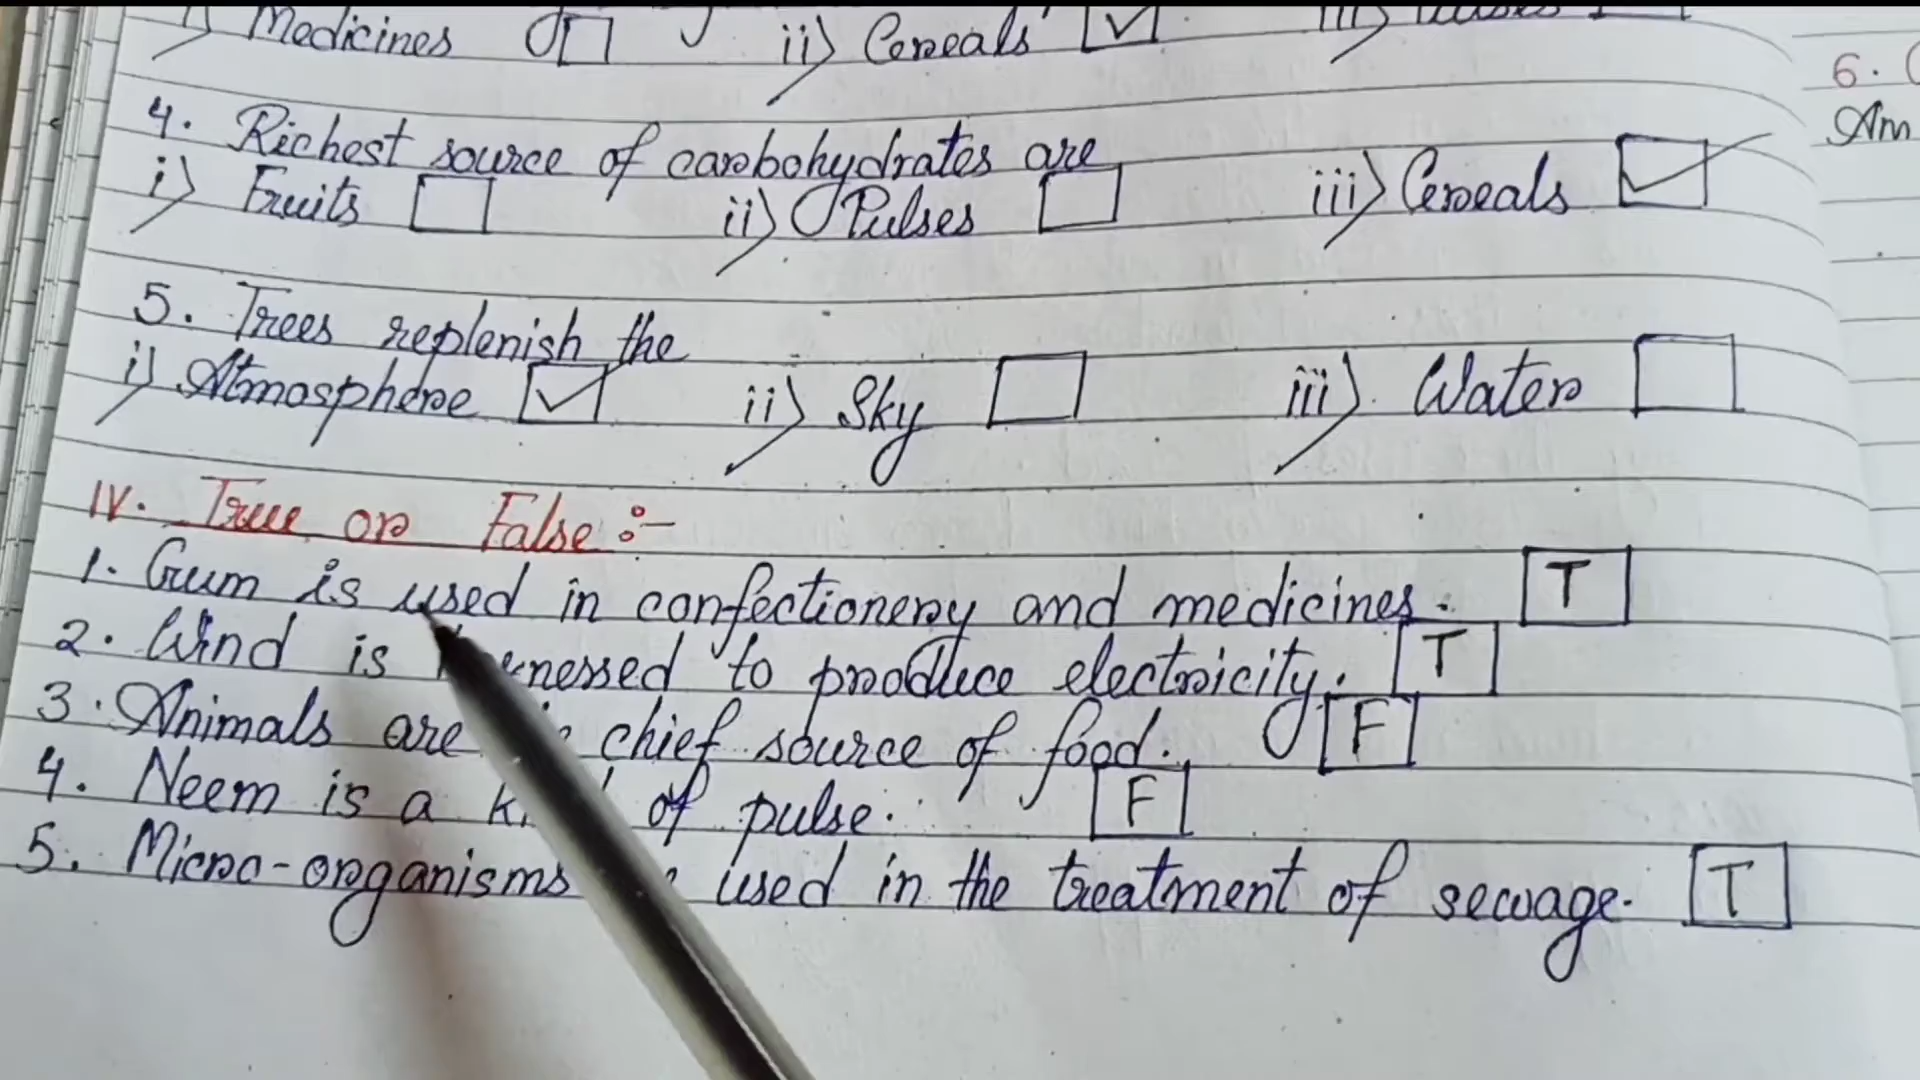 i) Medicines ii) Cereals iii)
4. Richest source of carbohydrates are
i) Fruits ii) Pulses iii) Cereals
5. Trees replenish the
i) Atmosphere ii) Sky iii) Water
IV. True or False:-
1. Gum is used in confectionery and medicines. T
2. Wind is to produce electricity. T
3. Animals are chief source of food. F
4. Neem is a of pulse. F
5. Micro-organisms used in the treatment of sewage. T
6.
Ans